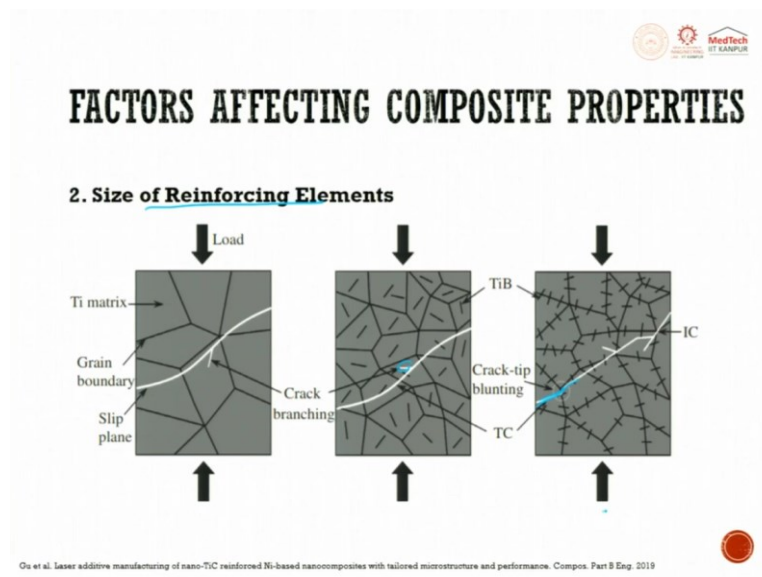 MedTech
IIT KANPUR
FACTORS AFFECTING COMPOSITE PROPERTIES
2. Size of Reinforcing Elements
Load
Ti matrix
Grain
boundary
Slip
plane
Crack
branching
TiB
Crack-tip
blunting
TC
IC
Gu et al. Laser additive manufacturing of nano-TiC reinforced Ni-based nanocomposites with tailored microstructure and performance. Compos. Part B Eng. 2019